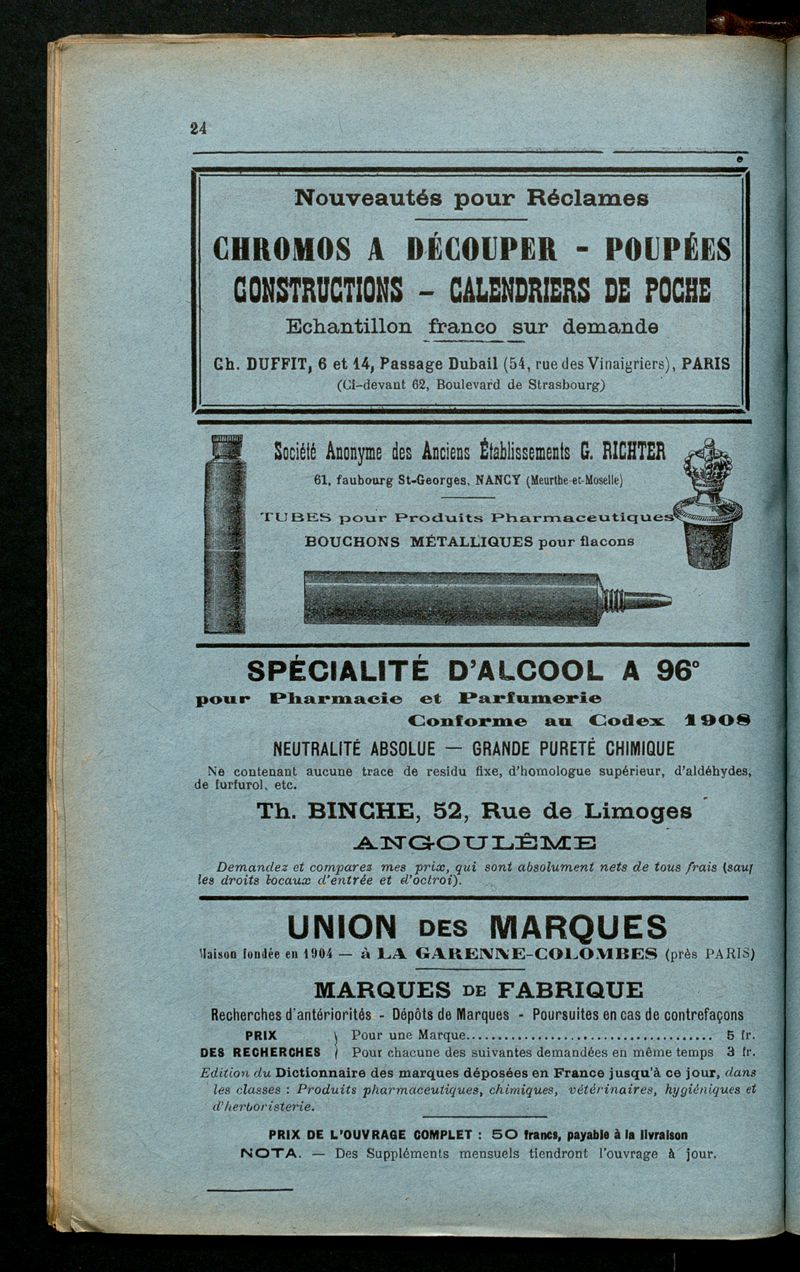 24
Nouveautés pour Réclames
CHROMOS A DÉCOUPER - POUPÉES
CONSTRUCTIONS - CALENDRIERS DE POCHE
Echantillon franco sur demande
Ch. DUFFIT, 6 et 14, Passage Dubail (54, rue des Vinaigriers), PARIS
(Ci-devant 62, Boulevard de Strasbourg)
Société Anonyme des Anciens Établissements G. RICHTER
61, faubourg St-Georges, NANCY (Meurthe-et-Moselle)
TUBES pour Produits Pharmaceutiques
BOUCHONS MÉTALLIQUES pour flacons
SPÉCIALITÉ D'ALCOOL A 96°
pour Pharmacie et Parfumerie
Conforme au Codex 1908
NEUTRALITÉ ABSOLUE — GRANDE PURETÉ CHIMIQUE
Ne contenant aucune trace de residu fixe, d'homologue supérieur, d'aldéhydes,
de furfurol, etc.
Th. BINCHE, 52, Rue de Limoges
ANGOULÊME
Demandez et comparez mes prix, qui sont absolument nets de tous frais (sauf
les droits locaux d'entrée et d'octroi).
UNION DES MARQUES
Maison fondée en 1904 — à LA GARENNE-COLOMBES (près PARIS)
MARQUES DE FABRIQUE
Recherches d'antériorités - Dépôts de Marques - Poursuites en cas de contrefaçons
PRIX Pour une Marque........................................ 5 fr.
DES RECHERCHES Pour chacune des suivantes demandées en même temps 3 fr.
Edition du Dictionnaire des marques déposées en France jusqu'à ce jour, dans
les classes : Produits pharmaceutiques, chimiques, vétérinaires, hygiéniques et
d'herboristerie.
PRIX DE L'OUVRAGE COMPLET : 50 francs, payable à la livraison
NOTA. — Des Suppléments mensuels tiendront l'ouvrage à jour.